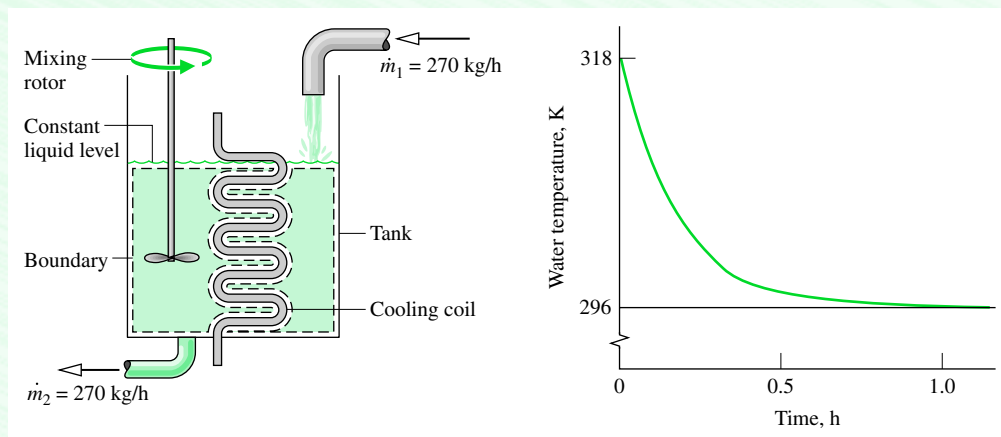 Mixing
rotor
Constant
liquid level
Boundary
ṁ₁ = 270 kg/h
Tank
Cooling coil
ṁ₂ = 270 kg/h
Water temperature, K
318
296
0
0.5
1.0
Time, h